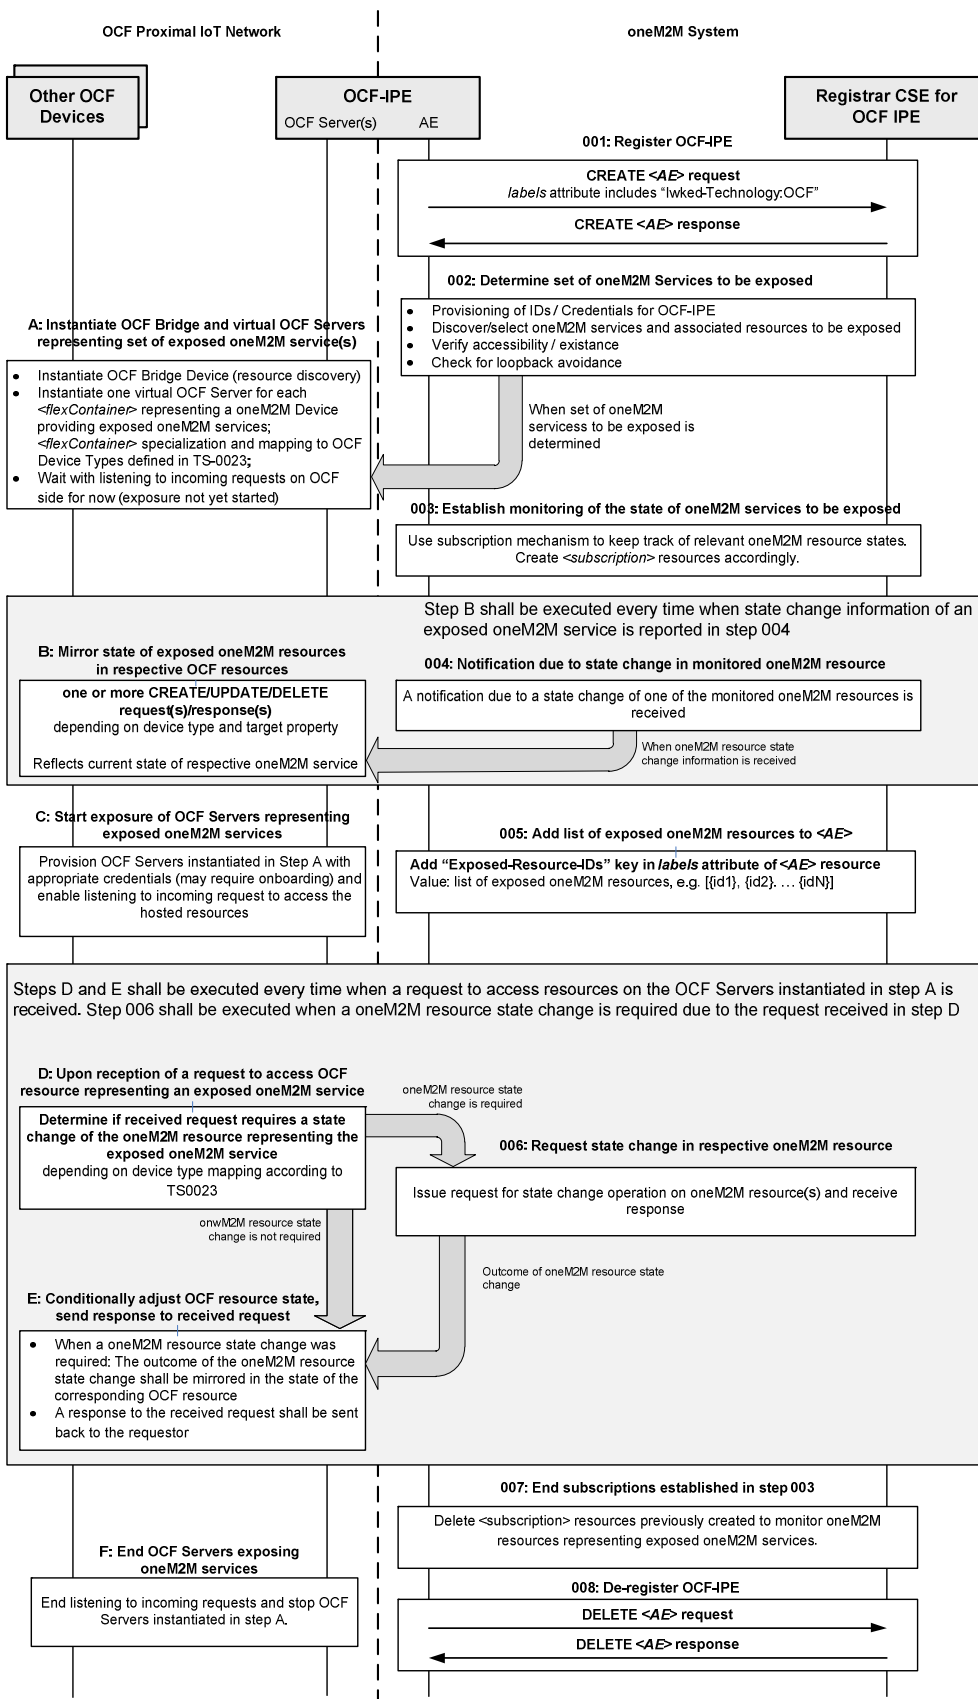 OCF Proximal IoT Network
oneM2M System
Other OCF
Devices
OCF-IPE
OCF Server(s)
AE
Registrar CSE for
OCF IPE
001: Register OCF-IPE
CREATE <AE> request
labels attribute includes “Iwked-Technology:OCF”
CREATE <AE> response
002: Determine set of oneM2M Services to be exposed
• Provisioning of IDs / Credentials for OCF-IPE
• Discover/select oneM2M services and associated resources to be exposed
• Verify accessibility / existance
• Check for loopback avoidance
A: Instantiate OCF Bridge and virtual OCF Servers
representing set of exposed oneM2M service(s)
• Instantiate OCF Bridge Device (resource discovery)
• Instantiate one virtual OCF Server for each
<flexContainer> representing a oneM2M Device
providing exposed oneM2M services;
<flexContainer> specialization and mapping to OCF
Device Types defined in TS-0023;
• Wait with listening to incoming requests on OCF
side for now (exposure not yet started)
When set of oneM2M
servicess to be exposed is
determined
003: Establish monitoring of the state of oneM2M services to be exposed
Use subscription mechanism to keep track of relevant oneM2M resource states.
Create <subscription> resources accordingly.
Step B shall be executed every time when state change information of an
exposed oneM2M service is reported in step 004
B: Mirror state of exposed oneM2M resources
in respective OCF resources
one or more CREATE/UPDATE/DELETE
request(s)/response(s)
depending on device type and target property
Reflects current state of respective oneM2M service
004: Notification due to state change in monitored oneM2M resource
A notification due to a state change of one of the monitored oneM2M resources is
received
When oneM2M resource state
change information is received
C: Start exposure of OCF Servers representing
exposed oneM2M services
Provision OCF Servers instantiated in Step A with
appropriate credentials (may require onboarding) and
enable listening to incoming request to access the
hosted resources
005: Add list of exposed oneM2M resources to <AE>
Add “Exposed-Resource-IDs” key in labels attribute of <AE> resource
Value: list of exposed oneM2M resources, e.g. [{id1}, {id2}. … {idN}]
Steps D and E shall be executed every time when a request to access resources on the OCF Servers instantiated in step A is
received. Step 006 shall be executed when a oneM2M resource state change is required due to the request received in step D
D: Upon reception of a request to access OCF
resource representing an exposed oneM2M service
Determine if received request requires a state
change of the oneM2M resource representing the
exposed oneM2M service
depending on device type mapping according to
TS0023
oneM2M resource state
change is required
006: Request state change in respective oneM2M resource
Issue request for state change operation on oneM2M resource(s) and receive
response
onwM2M resource state
change is not required
Outcome of oneM2M resource state
change
E: Conditionally adjust OCF resource state,
send response to received request
• When a oneM2M resource state change was
required: The outcome of the oneM2M resource
state change shall be mirrored in the state of the
corresponding OCF resource
• A response to the received request shall be sent
back to the requestor
007: End subscriptions established in step 003
Delete <subscription> resources previously created to monitor oneM2M
resources representing exposed oneM2M services.
F: End OCF Servers exposing
oneM2M services
End listening to incoming requests and stop OCF
Servers instantiated in step A.
008: De-register OCF-IPE
DELETE <AE> request
DELETE <AE> response